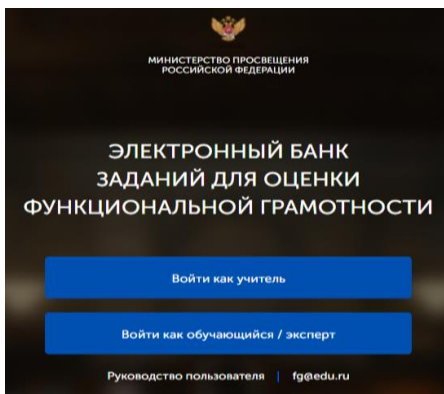 МИНИСТЕРСТВО ПРОСВЕЩЕНИЯ
РОССИЙСКОЙ ФЕДЕРАЦИИ
ЭЛЕКТРОННЫЙ БАНК
ЗАДАНИЙ ДЛЯ ОЦЕНКИ
ФУНКЦИОНАЛЬНОЙ ГРАМОТНОСТИ
Войти как учитель
Войти как обучающийся / эксперт
Руководство пользователя | fg@edu.ru